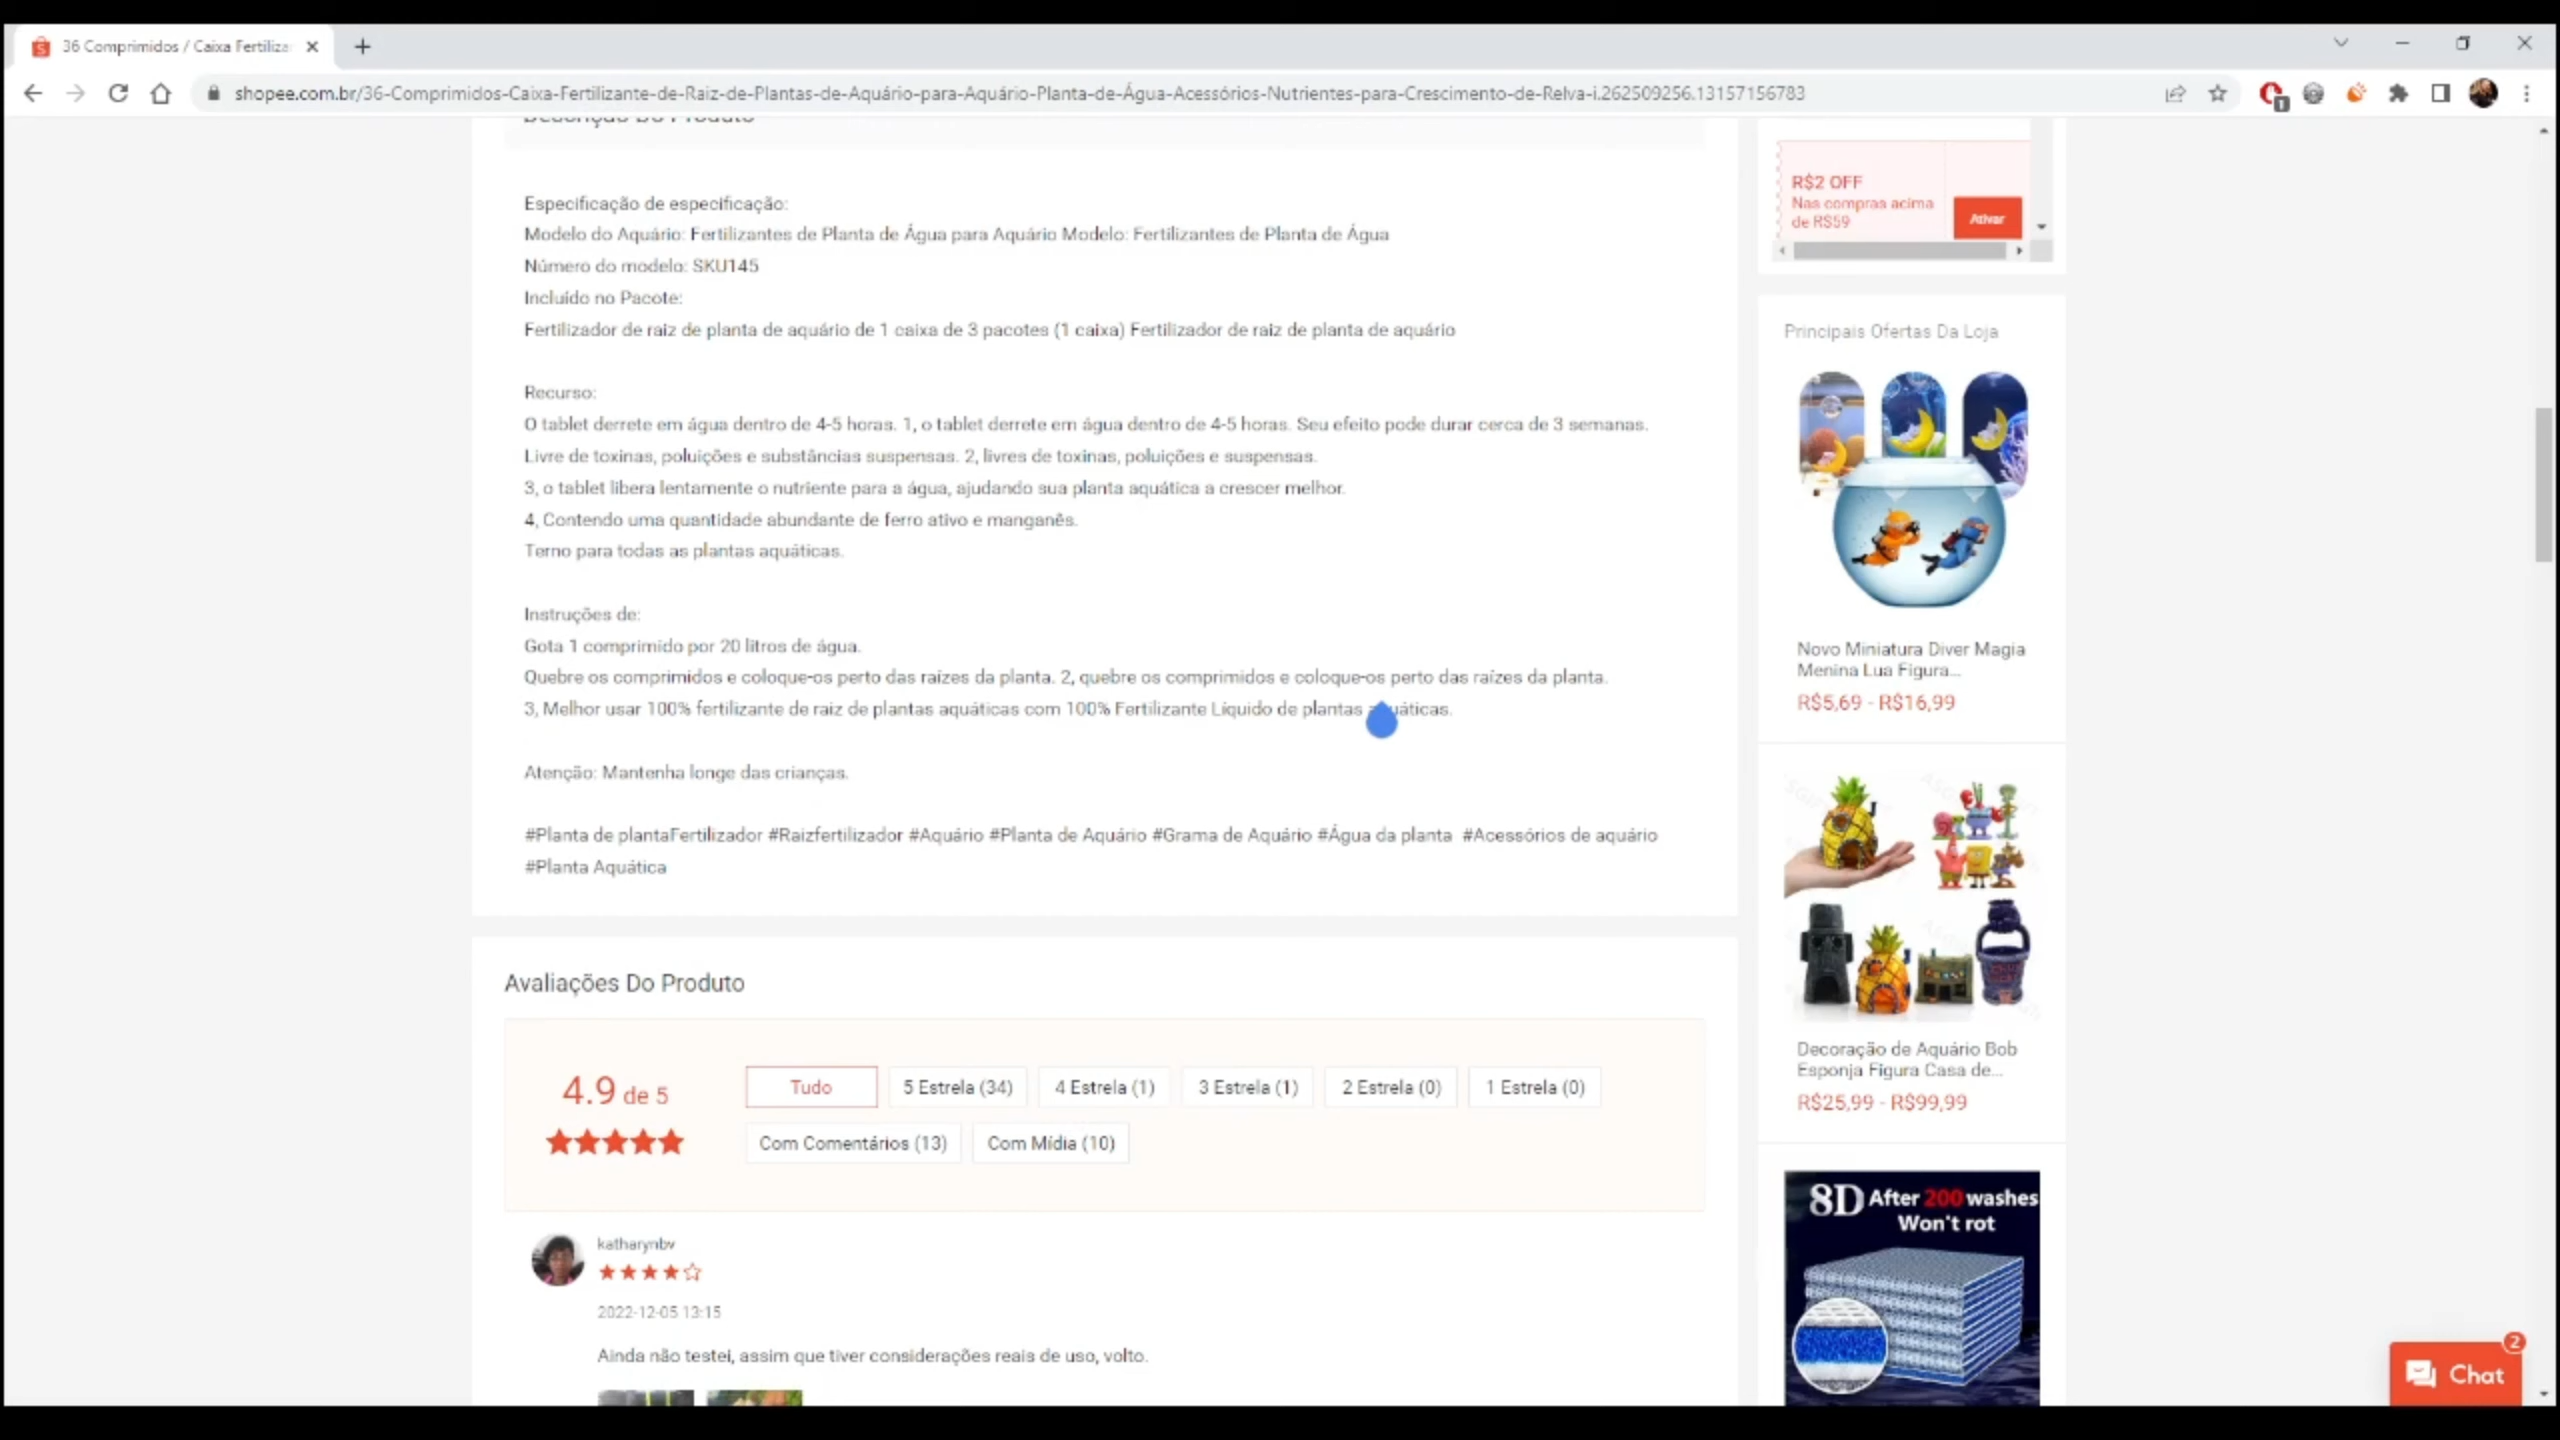 36 Comprimidos / Caixa Fertiliza
shopee.com.br/36-Comprimidos-Caixa-Fertilizante-de-Raiz-de-Plantas-de-Aquário-para-Aquário-Planta-de-Água-Acessórios-Nutrientes-para-Crescimento-de-Relva-i.262509256.13157156783
Descrição Do Produto
Especificação de especificação:
Modelo do Aquário: Fertilizantes de Planta de Água para Aquário Modelo: Fertilizantes de Planta de Água
Número do modelo: SKU145
Incluído no Pacote:
Fertilizador de raiz de planta de aquário de 1 caixa de 3 pacotes (1 caixa) Fertilizador de raiz de planta de aquário
Recurso:
O tablet derrete em água dentro de 4-5 horas. 1, o tablet derrete em água dentro de 4-5 horas. Seu efeito pode durar cerca de 3 semanas.
Livre de toxinas, poluições e substâncias suspensas. 2, livres de toxinas, poluições e suspensas.
3, o tablet libera lentamente o nutriente para a água, ajudando sua planta aquática a crescer melhor.
4, Contendo uma quantidade abundante de ferro ativo e manganês.
Terno para todas as plantas aquáticas.
Instruções de:
Gota 1 comprimido por 20 litros de água.
Quebre os comprimidos e coloque-os perto das raízes da planta. 2, quebre os comprimidos e coloque-os perto das raízes da planta.
3, Melhor usar 100% fertilizante de raiz de plantas aquáticas com 100% Fertilizante Líquido de plantas aquáticas.
Atenção: Mantenha longe das crianças.
#Planta de plantaFertilizador #Raizfertilizador #Aquário #Planta de Aquário #Grama de Aquário #Água da planta #Acessórios de aquário
#Planta Aquática
Avaliações Do Produto
4.9 de 5
Tudo
5 Estrela (34)
4 Estrela (1)
3 Estrela (1)
2 Estrela (0)
1 Estrela (0)
Com Comentários (13)
Com Mídia (10)
katharynbv
2022-12-05 13:15
Ainda não testei, assim que tiver considerações reais de uso, volto.
R$2 OFF
Nas compras acima
de R$59
Ativar
Principais Ofertas Da Loja
Novo Miniatura Diver Magia
Menina Lua Figura...
R$5,69 - R$16,99
Decoração de Aquário Bob
Esponja Figura Casa de...
R$25,99 - R$99,99
8D After 200 washes
Won't rot
2
Chat